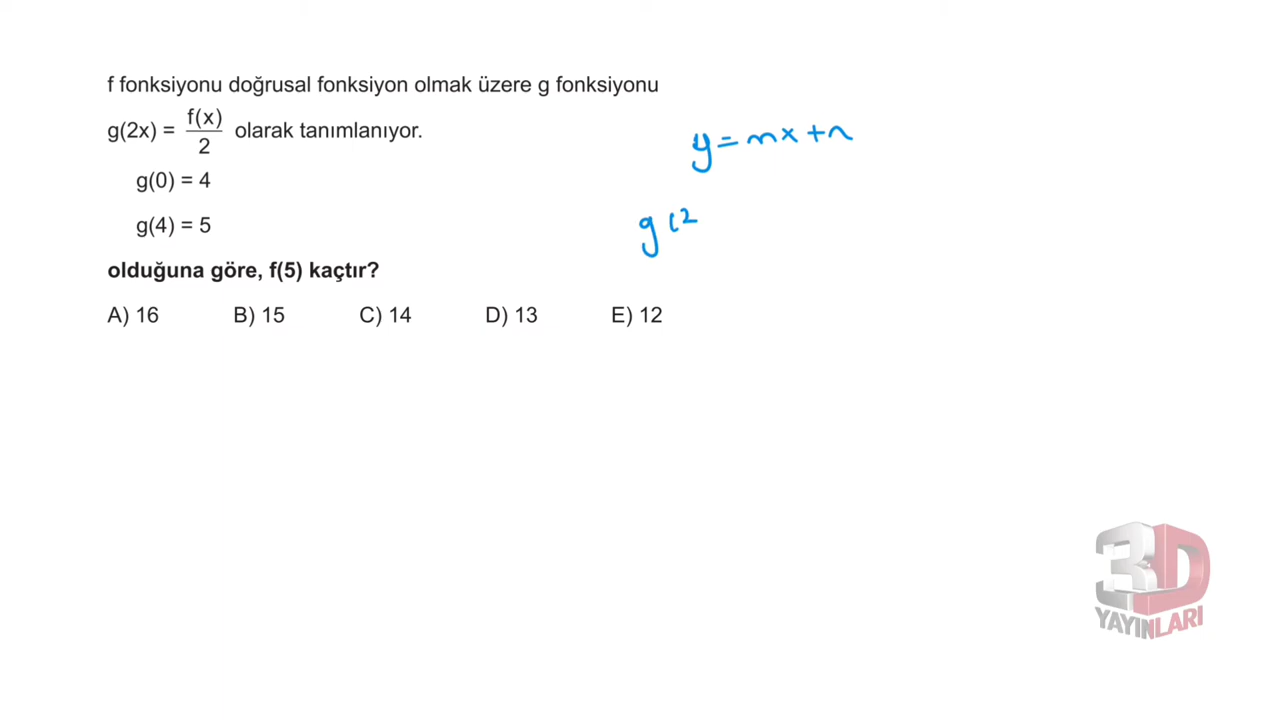 f fonksiyonu doğrusal fonksiyon olmak üzere g fonksiyonu
g(2x) = f(x)/2 olarak tanımlanıyor.
g(0) = 4
g(4) = 5
olduğuna göre, f(5) kaçtır?
A) 16 B) 15 C) 14 D) 13 E) 12
y = mx + n
g(2
3D
YAYINLARI